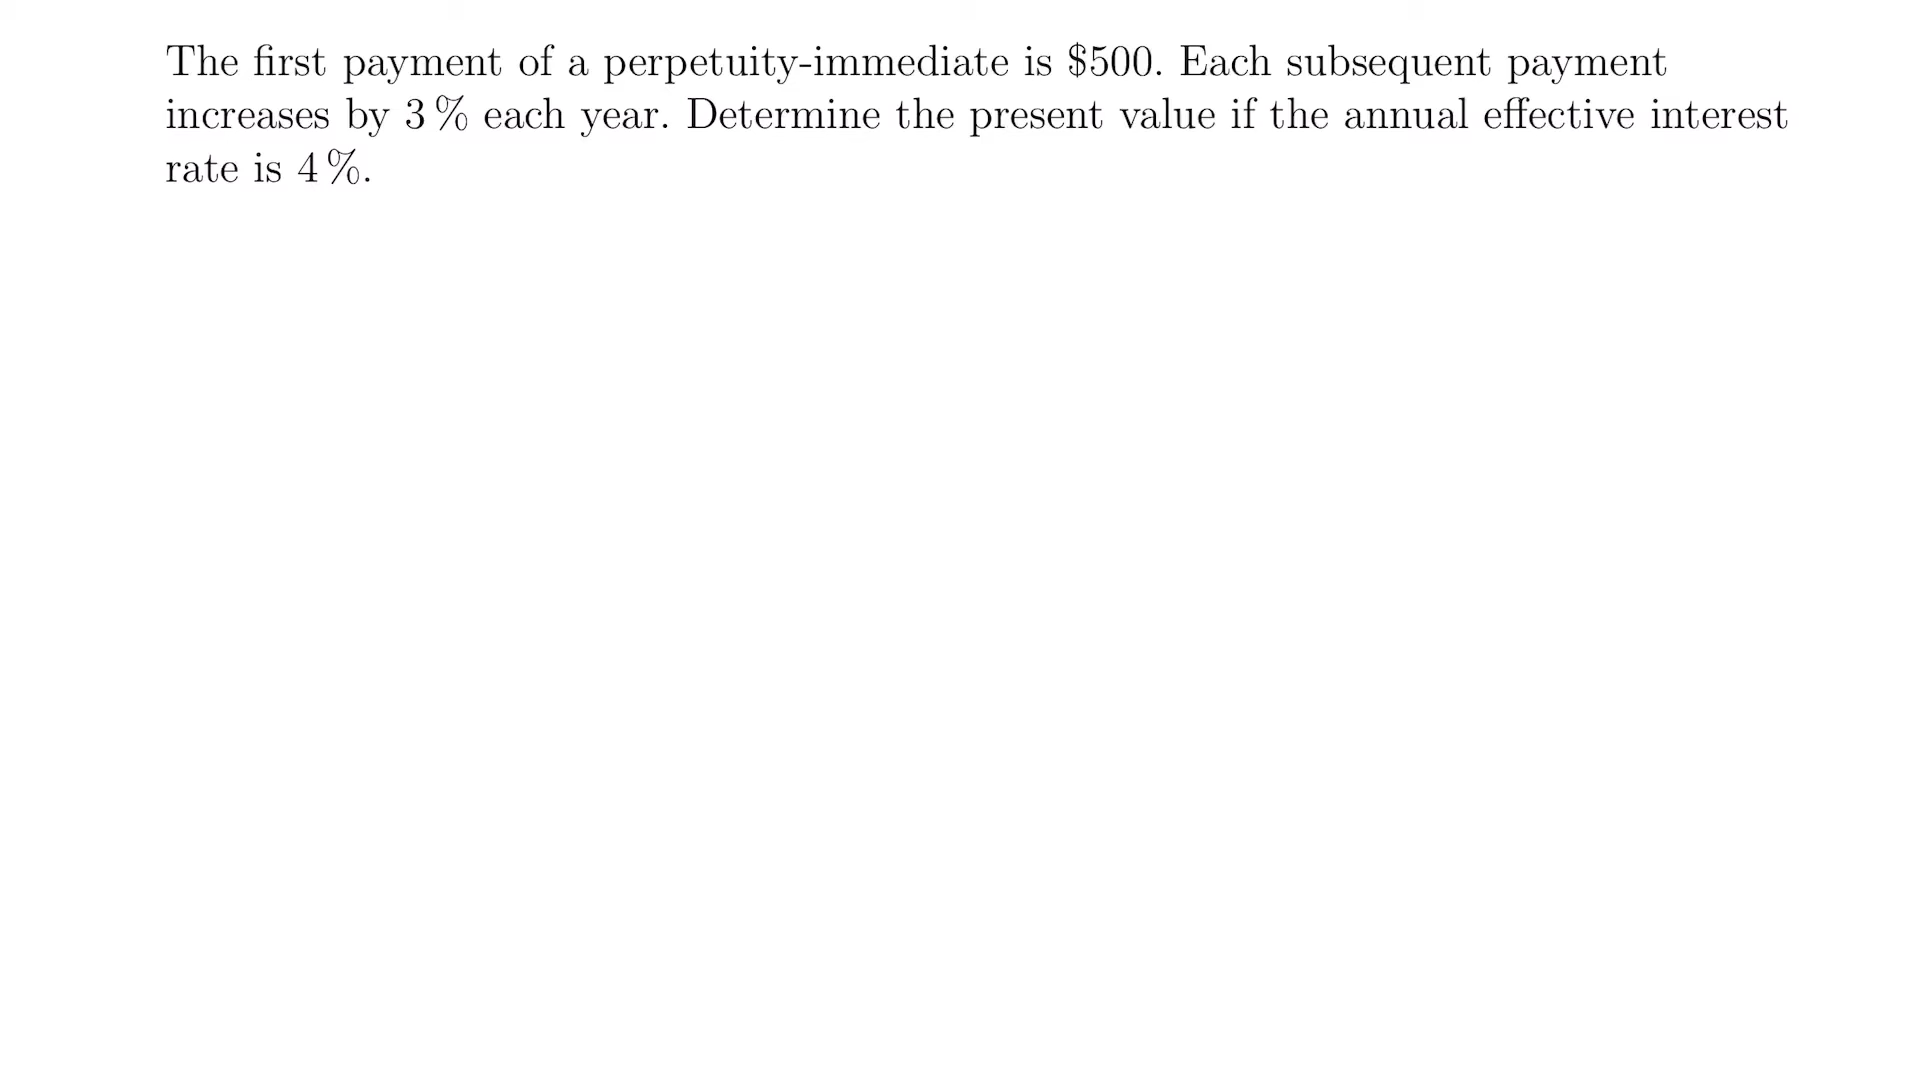 The first payment of a perpetuity-immediate is $500. Each subsequent payment
increases by 3 % each year. Determine the present value if the annual effective interest
rate is 4 %.